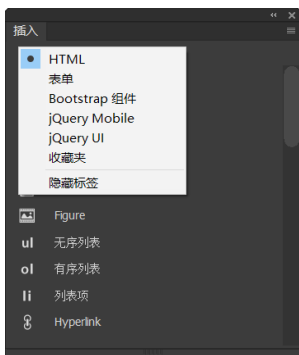 插入
HTML
表单
Bootstrap 组件
jQuery Mobile
jQuery UI
收藏夹
隐藏标签
Figure
ul 无序列表
ol 有序列表
li 列表项
Hyperlink